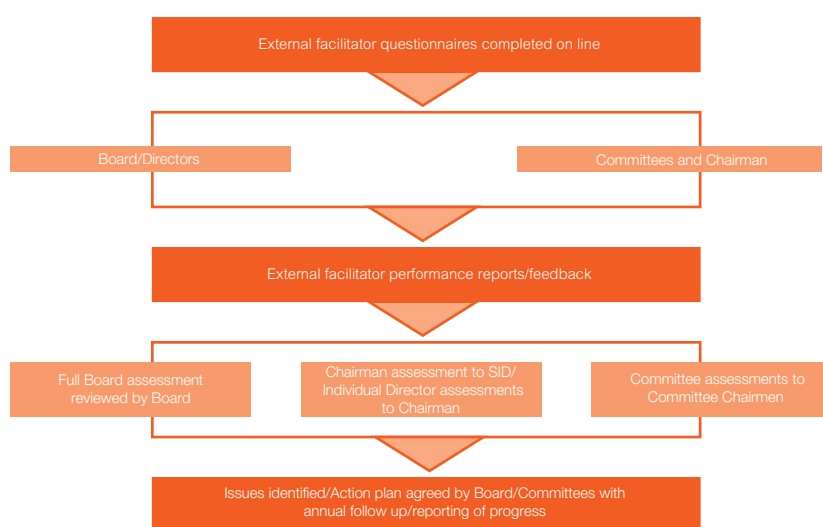 External facilitator questionnaires completed on line
Board/Directors
Committees and Chairman
External facilitator performance reports/feedback
Full Board assessment
reviewed by Board
Chairman assessment to SID/
Individual Director assessments
to Chairman
Committee assessments to
Committee Chairmen
Issues identified/Action plan agreed by Board/Committees with
annual follow up/reporting of progress